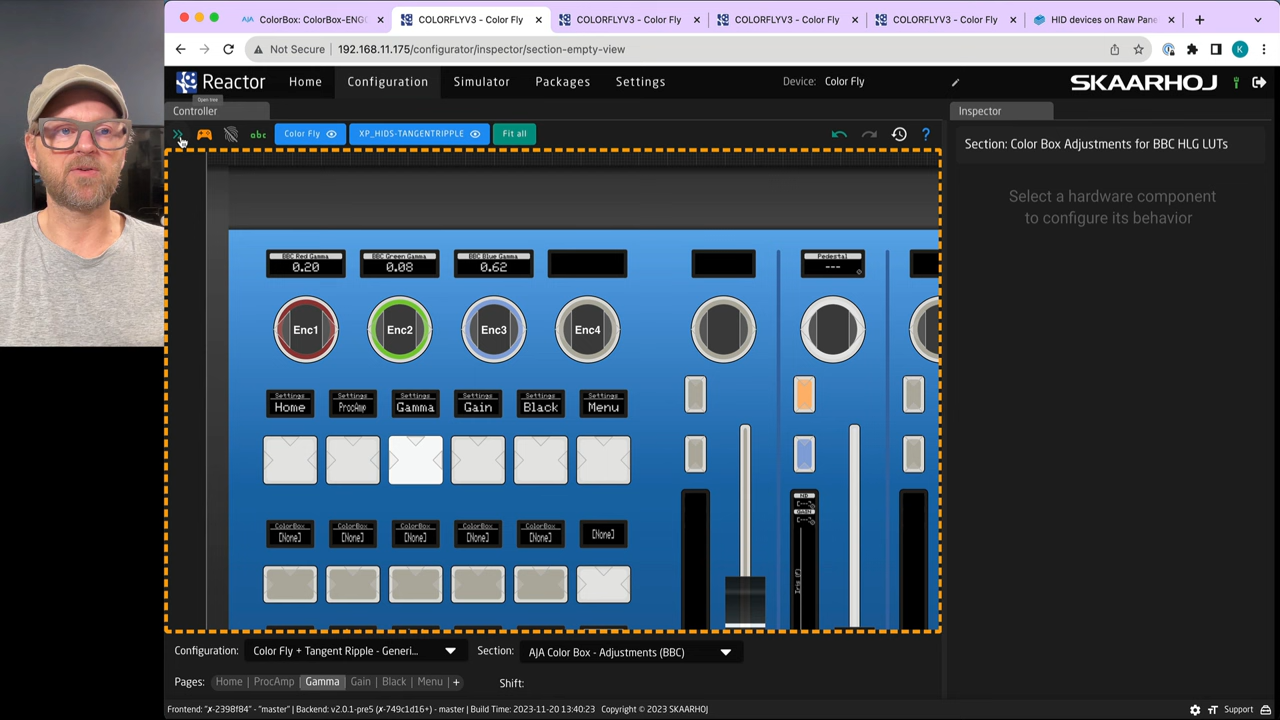 ColorBox: ColorBox-ENG(
COLORFLYV3 - Color Fly
COLORFLYV3 - Color Fly
COLORFLYV3 - Color Fly
COLORFLYV3 - Color Fly
HID devices on Raw Pane
Not Secure
192.168.11.175/configurator/inspector/section-empty-view
K
Reactor
Home
Configuration
Simulator
Packages
Settings
Device:
Color Fly
SKAARHOJ
Open tree
Controller
Inspector
abc
Color Fly
XP_HIDS-TANGENTRIPPLE
Fit all
?
Section: Color Box Adjustments for BBC HLG LUTs
Select a hardware component
to configure its behavior
BBC Red Gamma
0.20
BBC Green Gamma
0.08
BBC Blue Gamma
0.62
Pedestal
---
Enc1
Enc2
Enc3
Enc4
Settings
Home
Settings
ProcAmp
Settings
Gamma
Settings
Gain
Settings
Black
Settings
Menu
ColorBox
[None]
ColorBox
[None]
ColorBox
[None]
ColorBox
[None]
ColorBox
[None]
[None]
ND
GAIN
Configuration:
Color Fly + Tangent Ripple - Generi...
Section:
AJA Color Box - Adjustments (BBC)
Pages:
Home | ProcAmp | Gamma | Gain | Black | Menu | +
Shift:
Frontend: "✗-2398f84" - "master" | Backend: v2.0.1-pre5 (✗-749c1d16+) - master | Build Time: 2023-11-20 13:40:23 Copyright © 2023 SKAARHOJ
Support